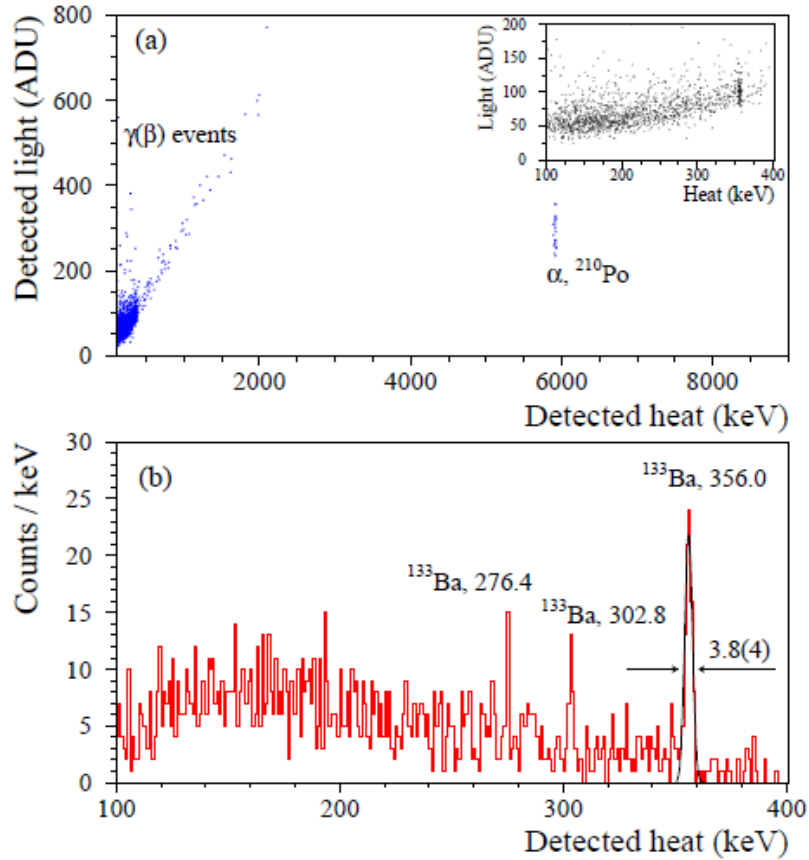 800
(a)
600
400
200
0
Detected light (ADU)
γ(β) events
α, ²¹⁰Po
2000
4000
6000
8000
Detected heat (keV)
200
150
100
50
0
Light (ADU)
100
200
300
400
Heat (keV)
30
(b)
25
20
15
10
5
0
Counts / keV
¹³³Ba, 356.0
¹³³Ba, 276.4
¹³³Ba, 302.8
3.8(4)
100
200
300
400
Detected heat (keV)